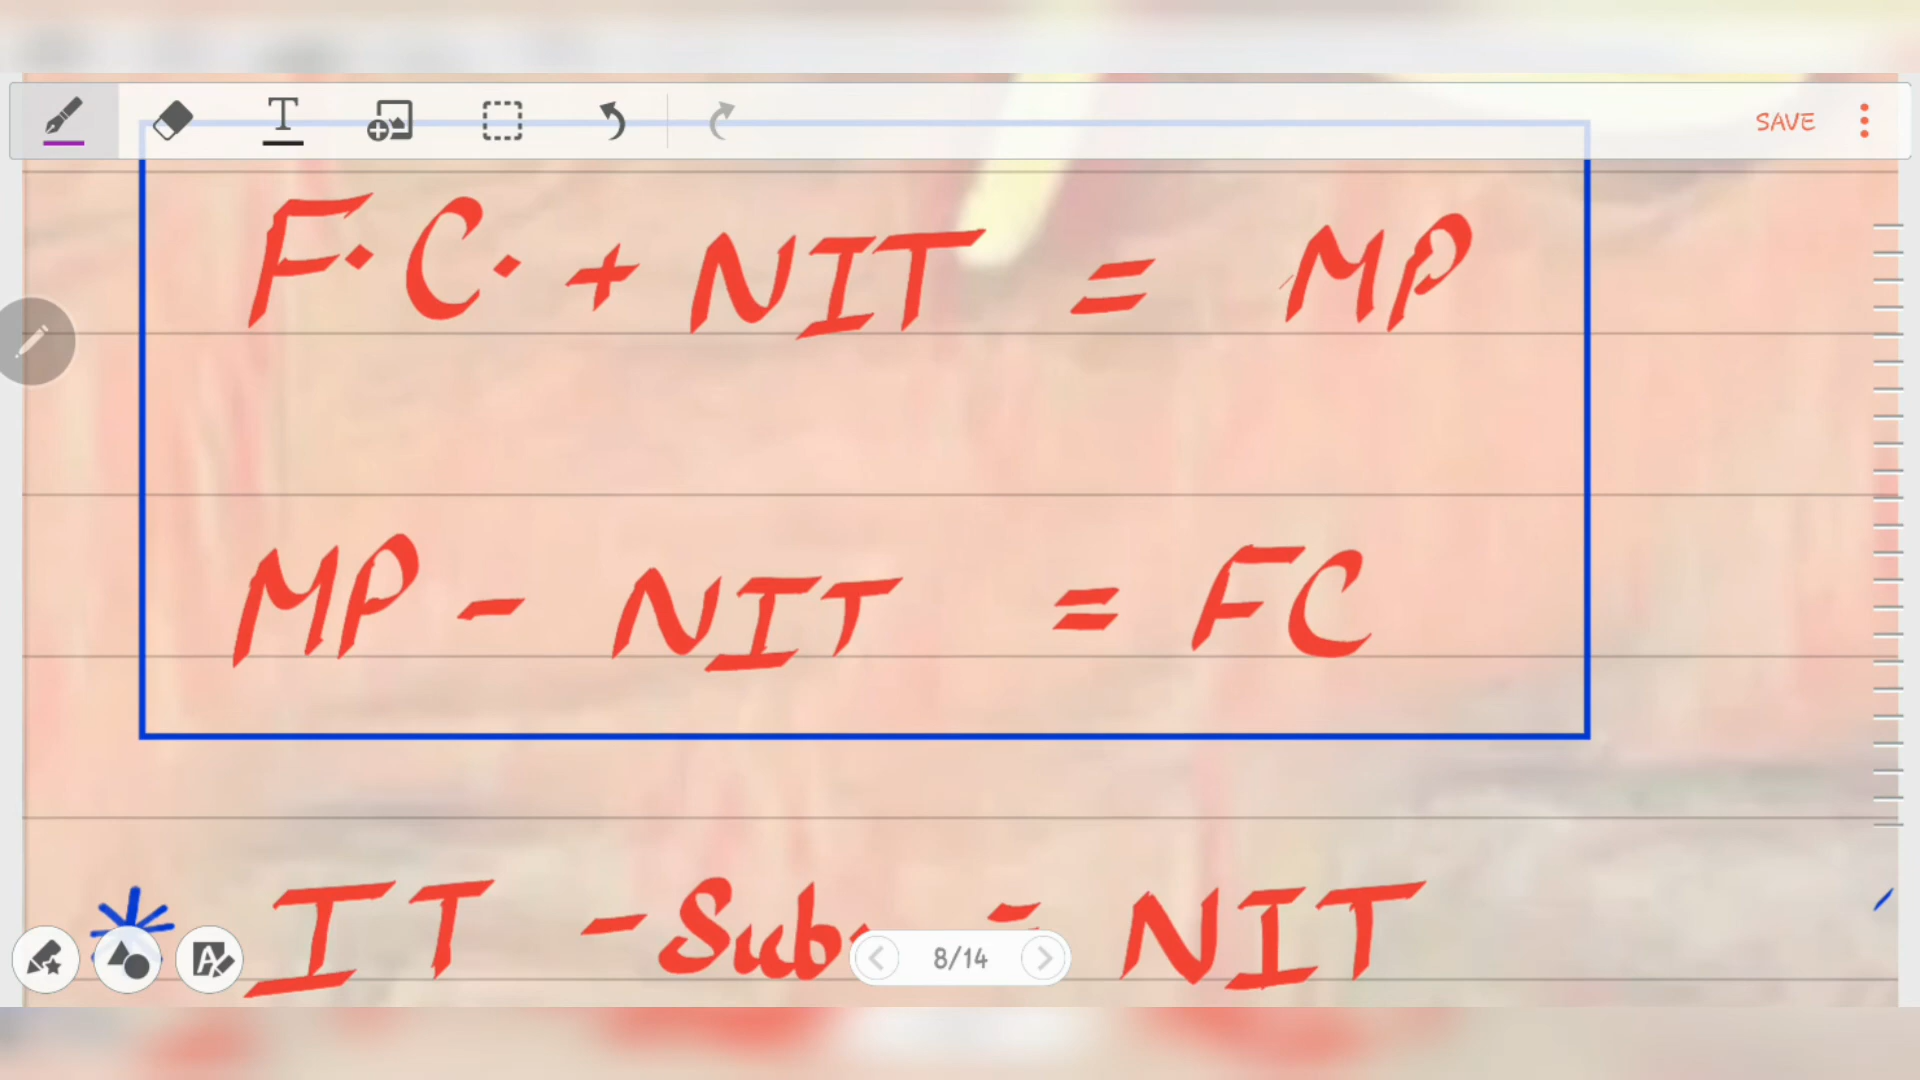 SAVE
F.C. + NIT = MP
MP - NIT = FC
IT - Sub. = NIT
8/14